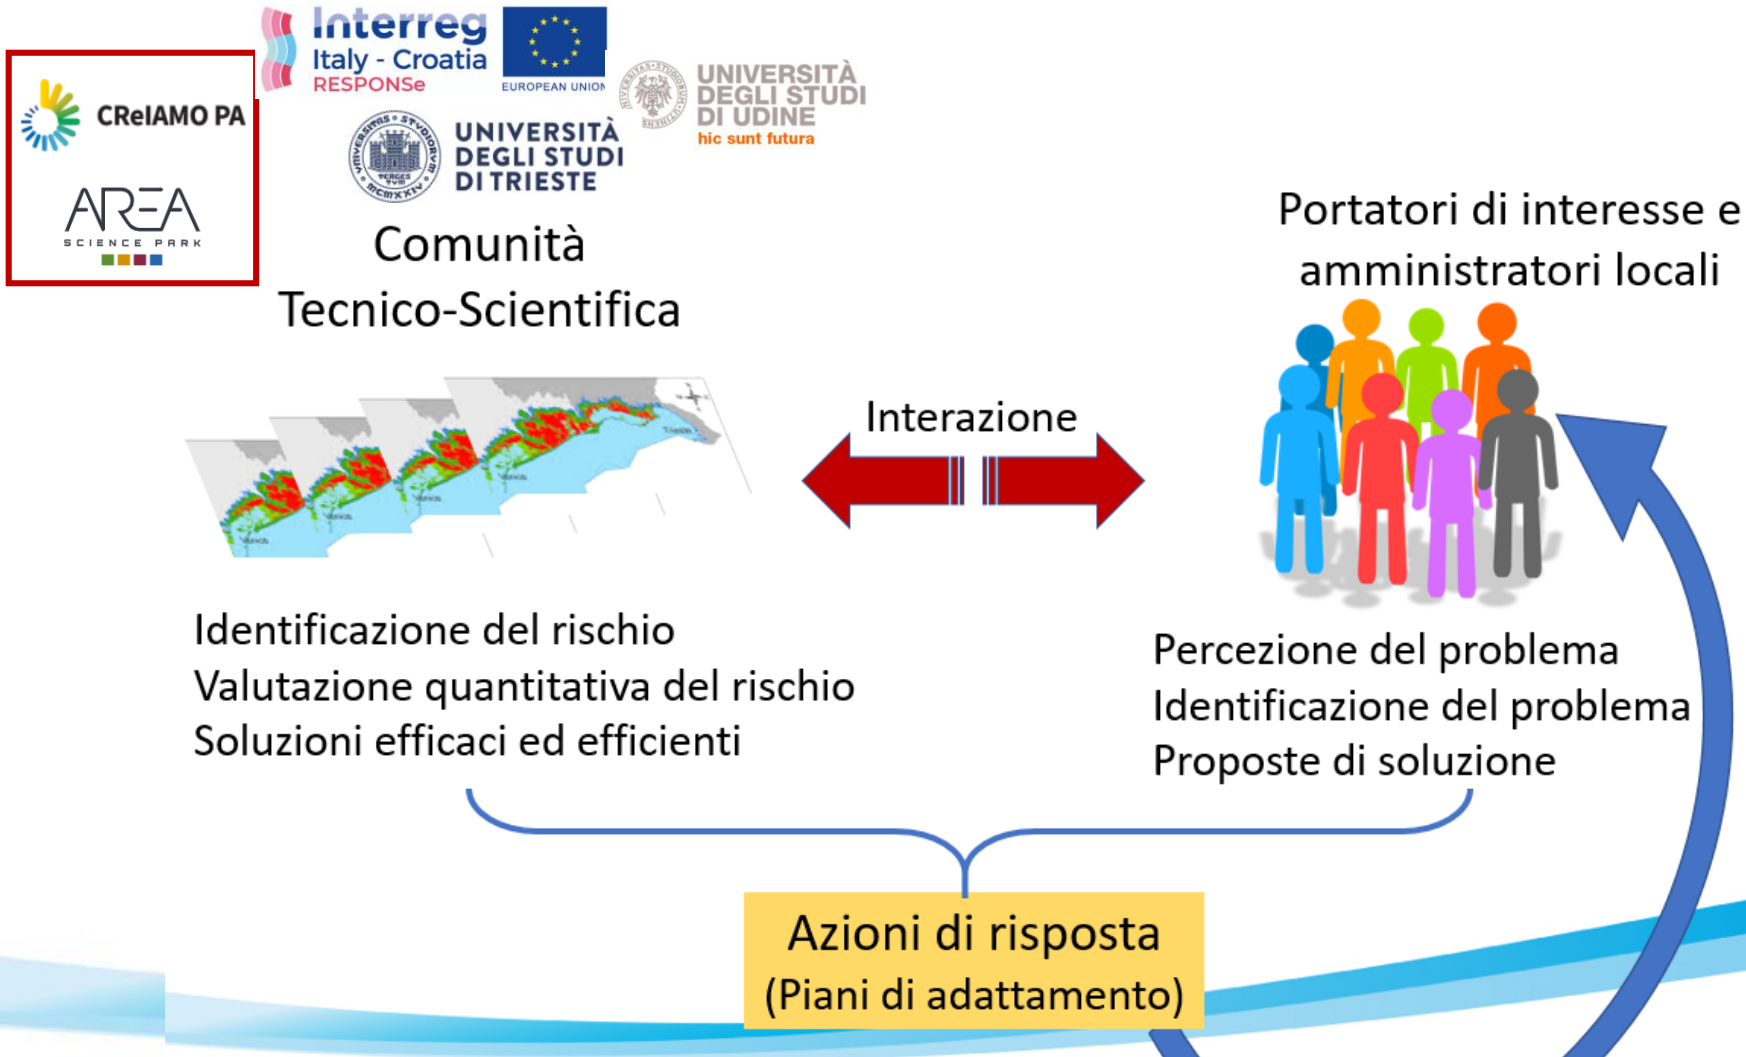 Interreg
Italy - Croatia
RESPONSe
EUROPEAN UNION
CReIAMO PA
AREA
SCIENCE PARK
UNIVERSITÀ
DEGLI STUDI
DI UDINE
hic sunt futura
UNIVERSITÀ
DEGLI STUDI
DI TRIESTE
Comunità
Tecnico-Scientifica
Portatori di interesse e
amministratori locali
Trieste
Interazione
Identificazione del rischio
Valutazione quantitativa del rischio
Soluzioni efficaci ed efficienti
Percezione del problema
Identificazione del problema
Proposte di soluzione
Azioni di risposta
(Piani di adattamento)